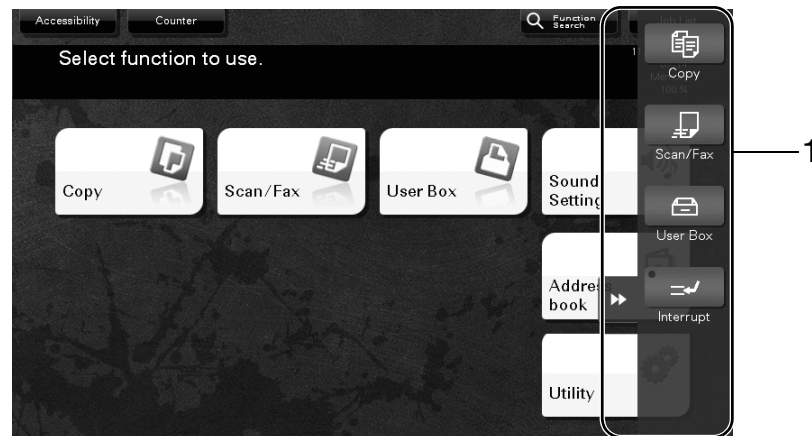 Accessibility
Counter
Function
Search
Job List
Select function to use.
100 %
Copy
Scan/Fax
User Box
Sound
Setting
Address
book
Utility
Copy
Scan/Fax
User Box
Interrupt
1